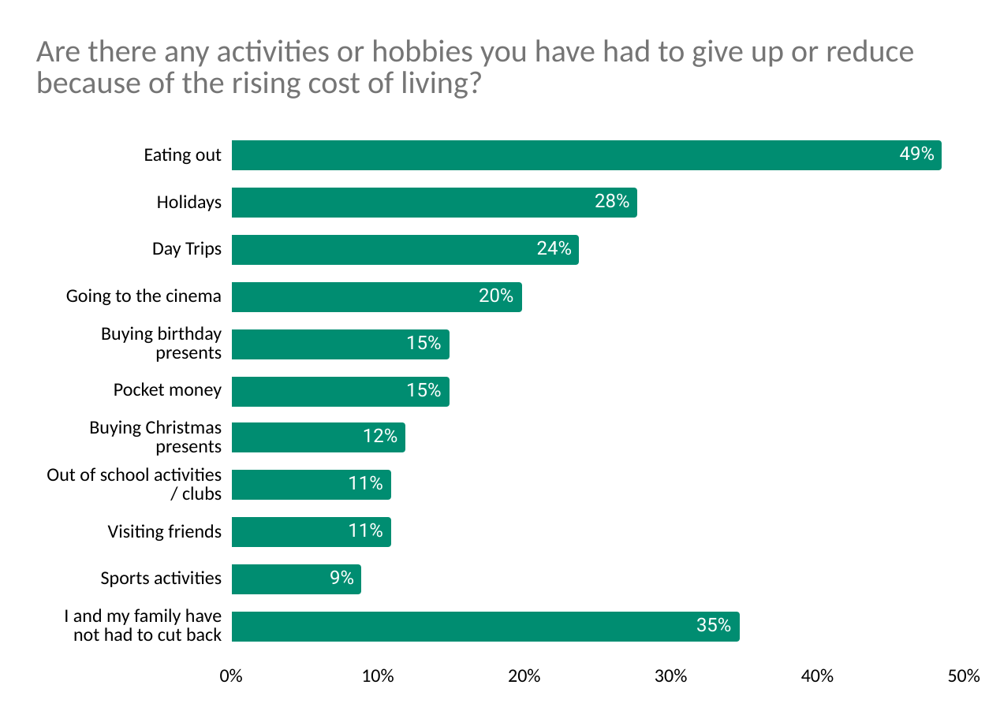 Are there any activities or hobbies you have had to give up or reduce
because of the rising cost of living?
Eating out
49%
Holidays
28%
Day Trips
24%
Going to the cinema
20%
Buying birthday
presents
15%
Pocket money
15%
Buying Christmas
presents
12%
Out of school activities
/ clubs
11%
Visiting friends
11%
Sports activities
9%
I and my family have
not had to cut back
35%
0%
10%
20%
30%
40%
50%